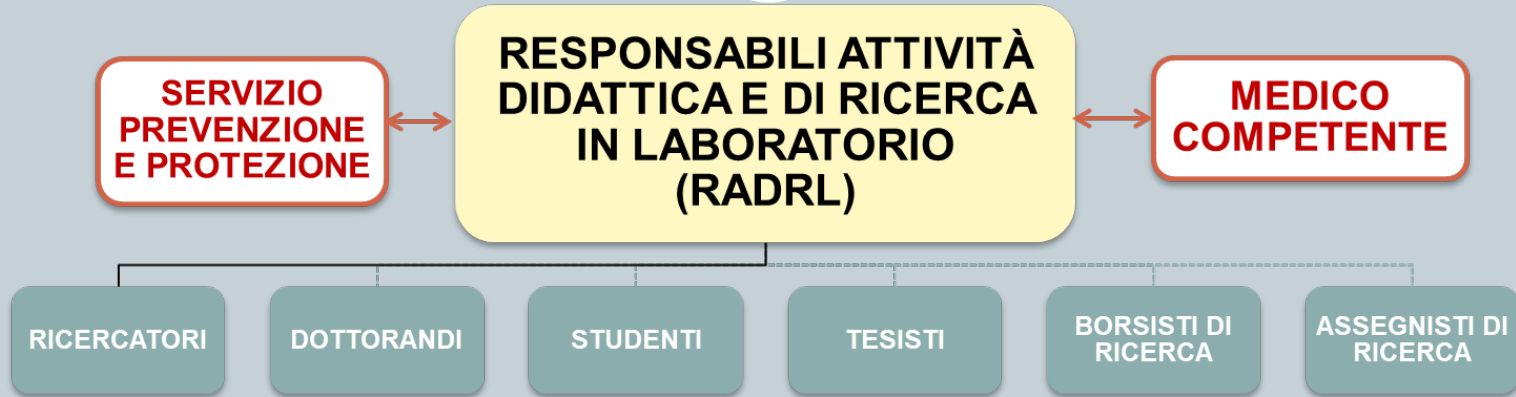 SERVIZIO
PREVENZIONE
E PROTEZIONE
RESPONSABILI ATTIVITÀ
DIDATTICA E DI RICERCA
IN LABORATORIO
(RADRL)
MEDICO
COMPETENTE
RICERCATORI
DOTTORANDI
STUDENTI
TESISTI
BORSISTI DI
RICERCA
ASSEGNISTI DI
RICERCA